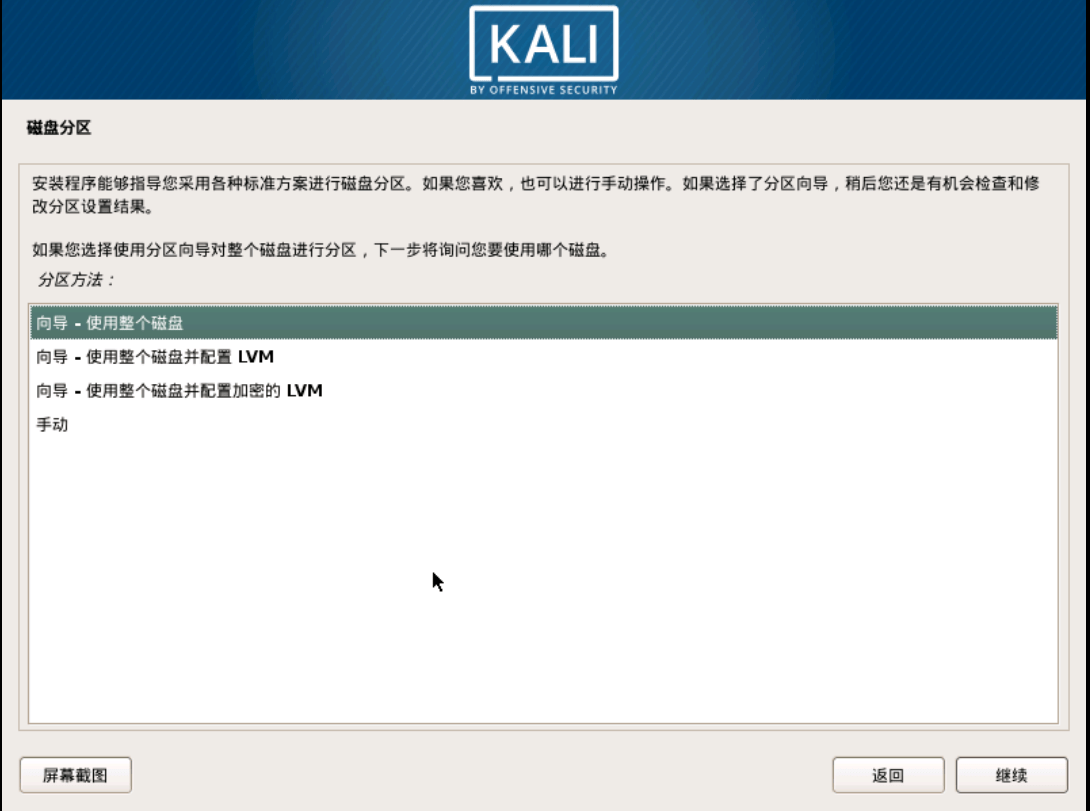 KALI
BY OFFENSIVE SECURITY
磁盘分区
安装程序能够指导您采用各种标准方案进行磁盘分区。如果您喜欢，也可以进行手动操作。如果选择了分区向导，稍后您还是有机会检查和修
改分区设置结果。
如果您选择使用分区向导对整个磁盘进行分区，下一步将询问您要使用哪个磁盘。
分区方法：
向导 - 使用整个磁盘
向导 - 使用整个磁盘并配置 LVM
向导 - 使用整个磁盘并配置加密的 LVM
手动
屏幕截图
返回
继续